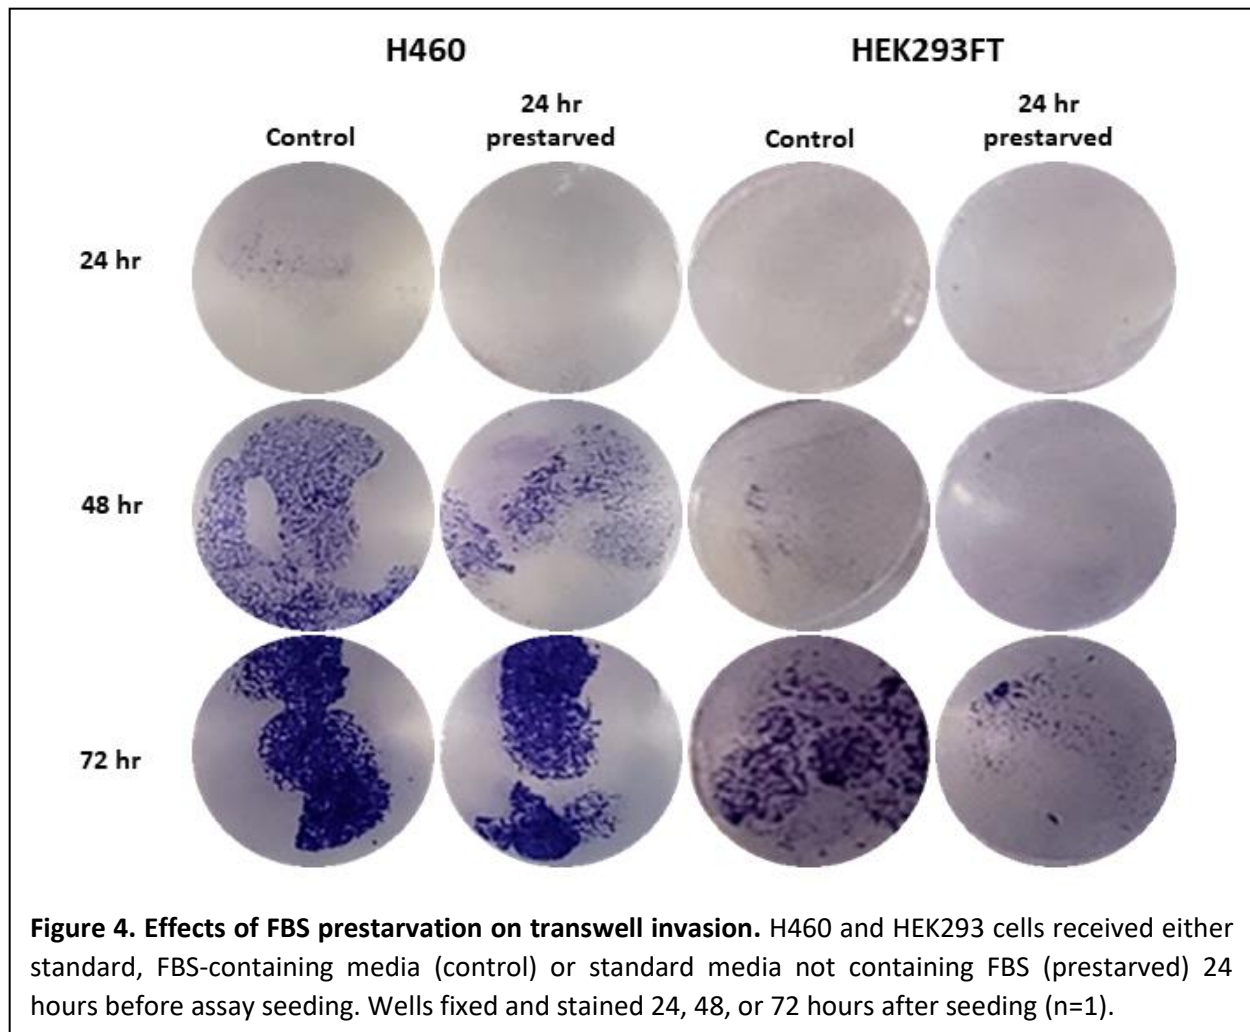 H460 HEK293FT
24 hr 24 hr
Control prestarved Control prestarved
24 hr
48 hr
72 hr
Figure 4. Effects of FBS prestarvation on transwell invasion. H460 and HEK293 cells received either
standard, FBS-containing media (control) or standard media not containing FBS (prestarved) 24
hours before assay seeding. Wells fixed and stained 24, 48, or 72 hours after seeding (n=1).